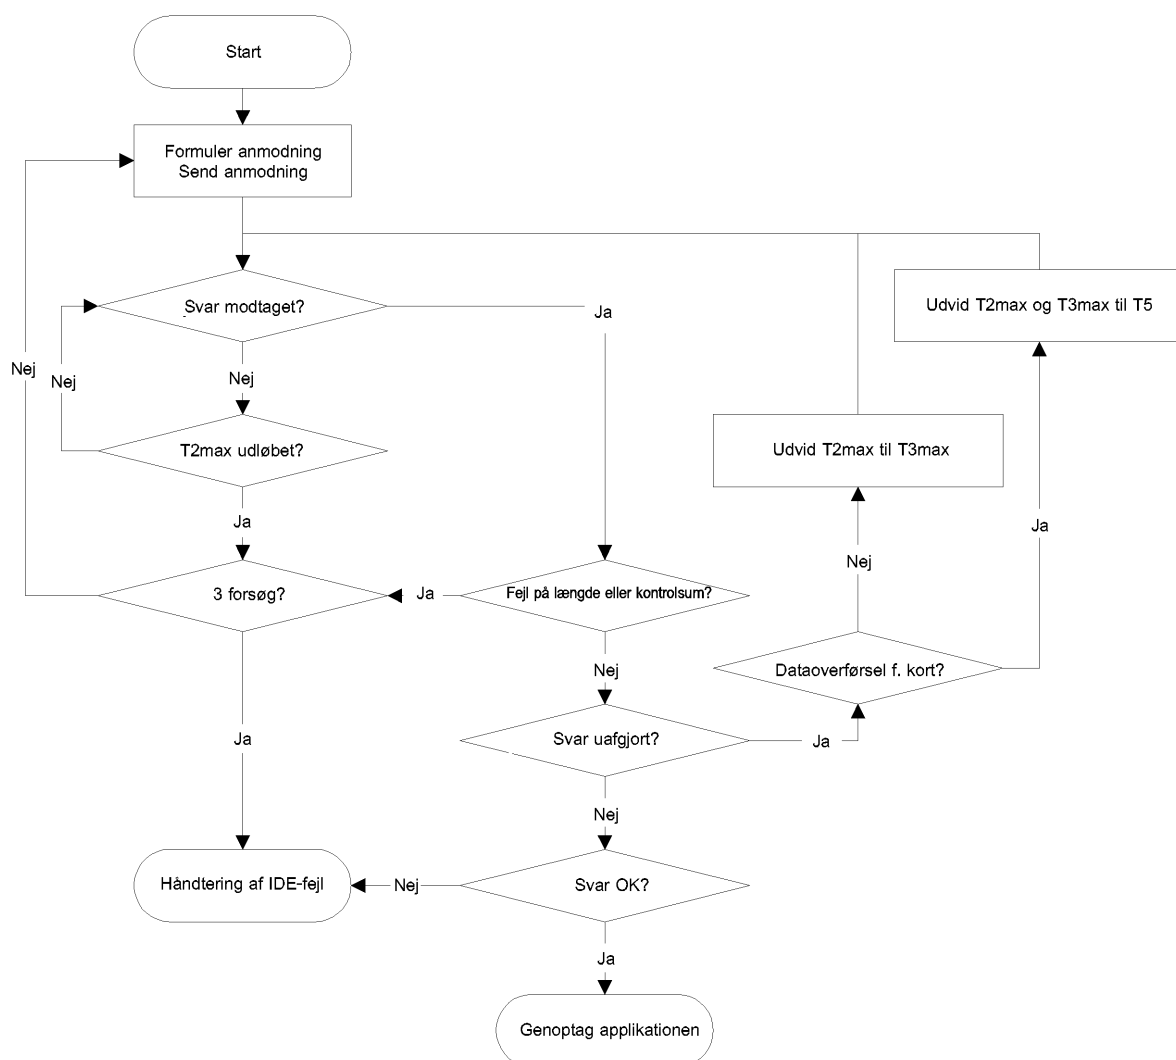 Start
Formuler anmodning
Send anmodning
Svar modtaget?
Ja
Udvid T2max og T3max til T5
Nej
Nej
Nej
T2max udløbet?
Udvid T2max til T3max
Ja
Ja
Nej
3 forsøg?
Ja
Fejl på længde eller kontrolsum?
Nej
Dataoverførsel f. kort?
Ja
Svar uafgjort?
Ja
Nej
Håndtering af IDE-fejl
Nej
Svar OK?
Ja
Genoptag applikationen